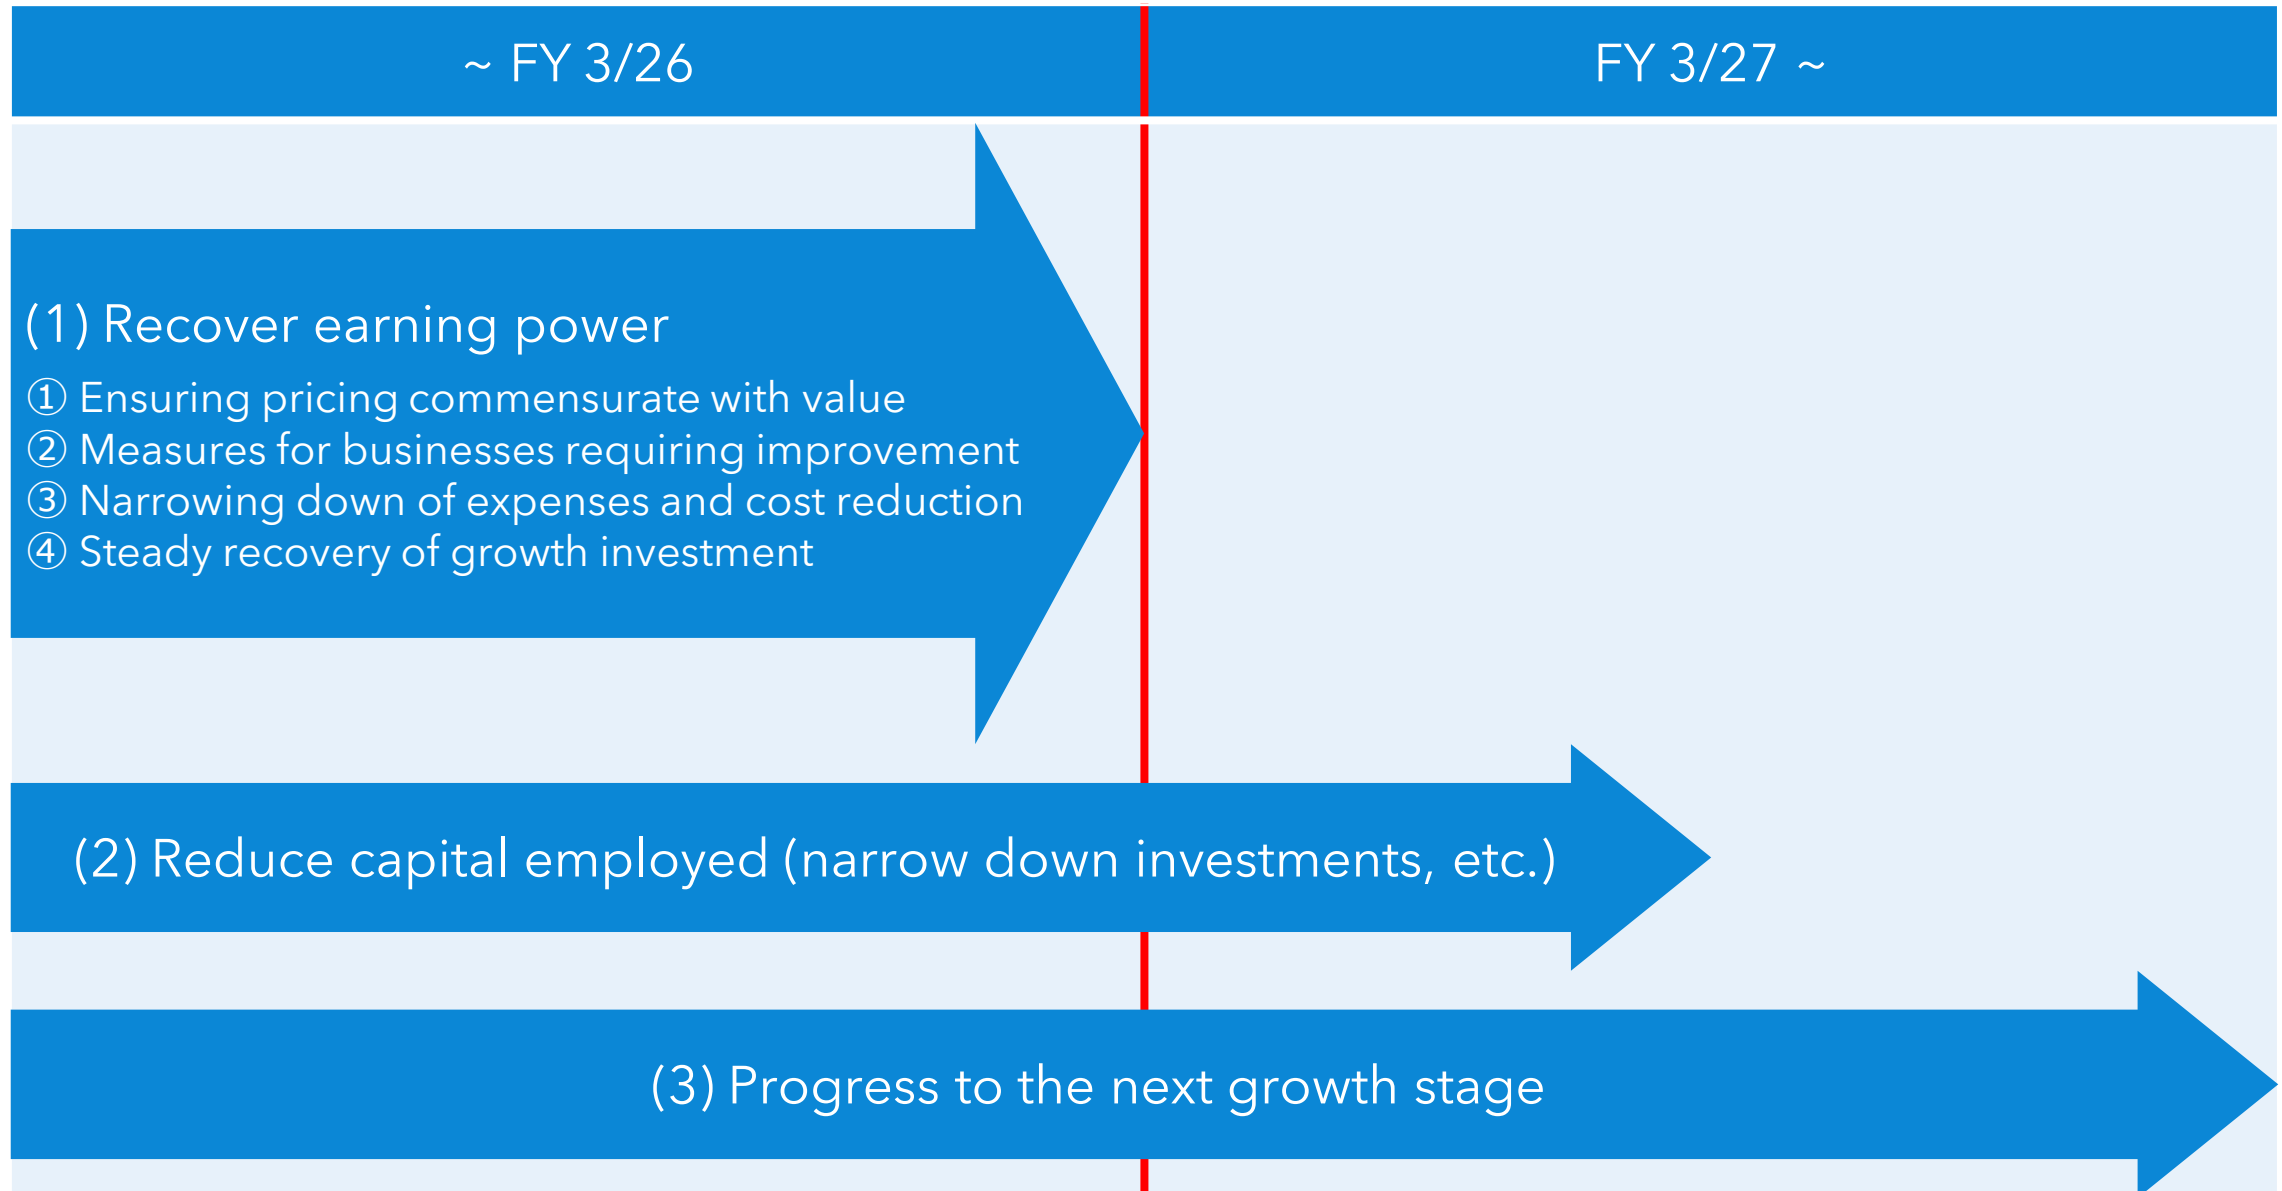 ~ FY 3/26
FY 3/27 ~
(1) Recover earning power
① Ensuring pricing commensurate with value
② Measures for businesses requiring improvement
③ Narrowing down of expenses and cost reduction
④ Steady recovery of growth investment
(2) Reduce capital employed (narrow down investments, etc.)
(3) Progress to the next growth stage